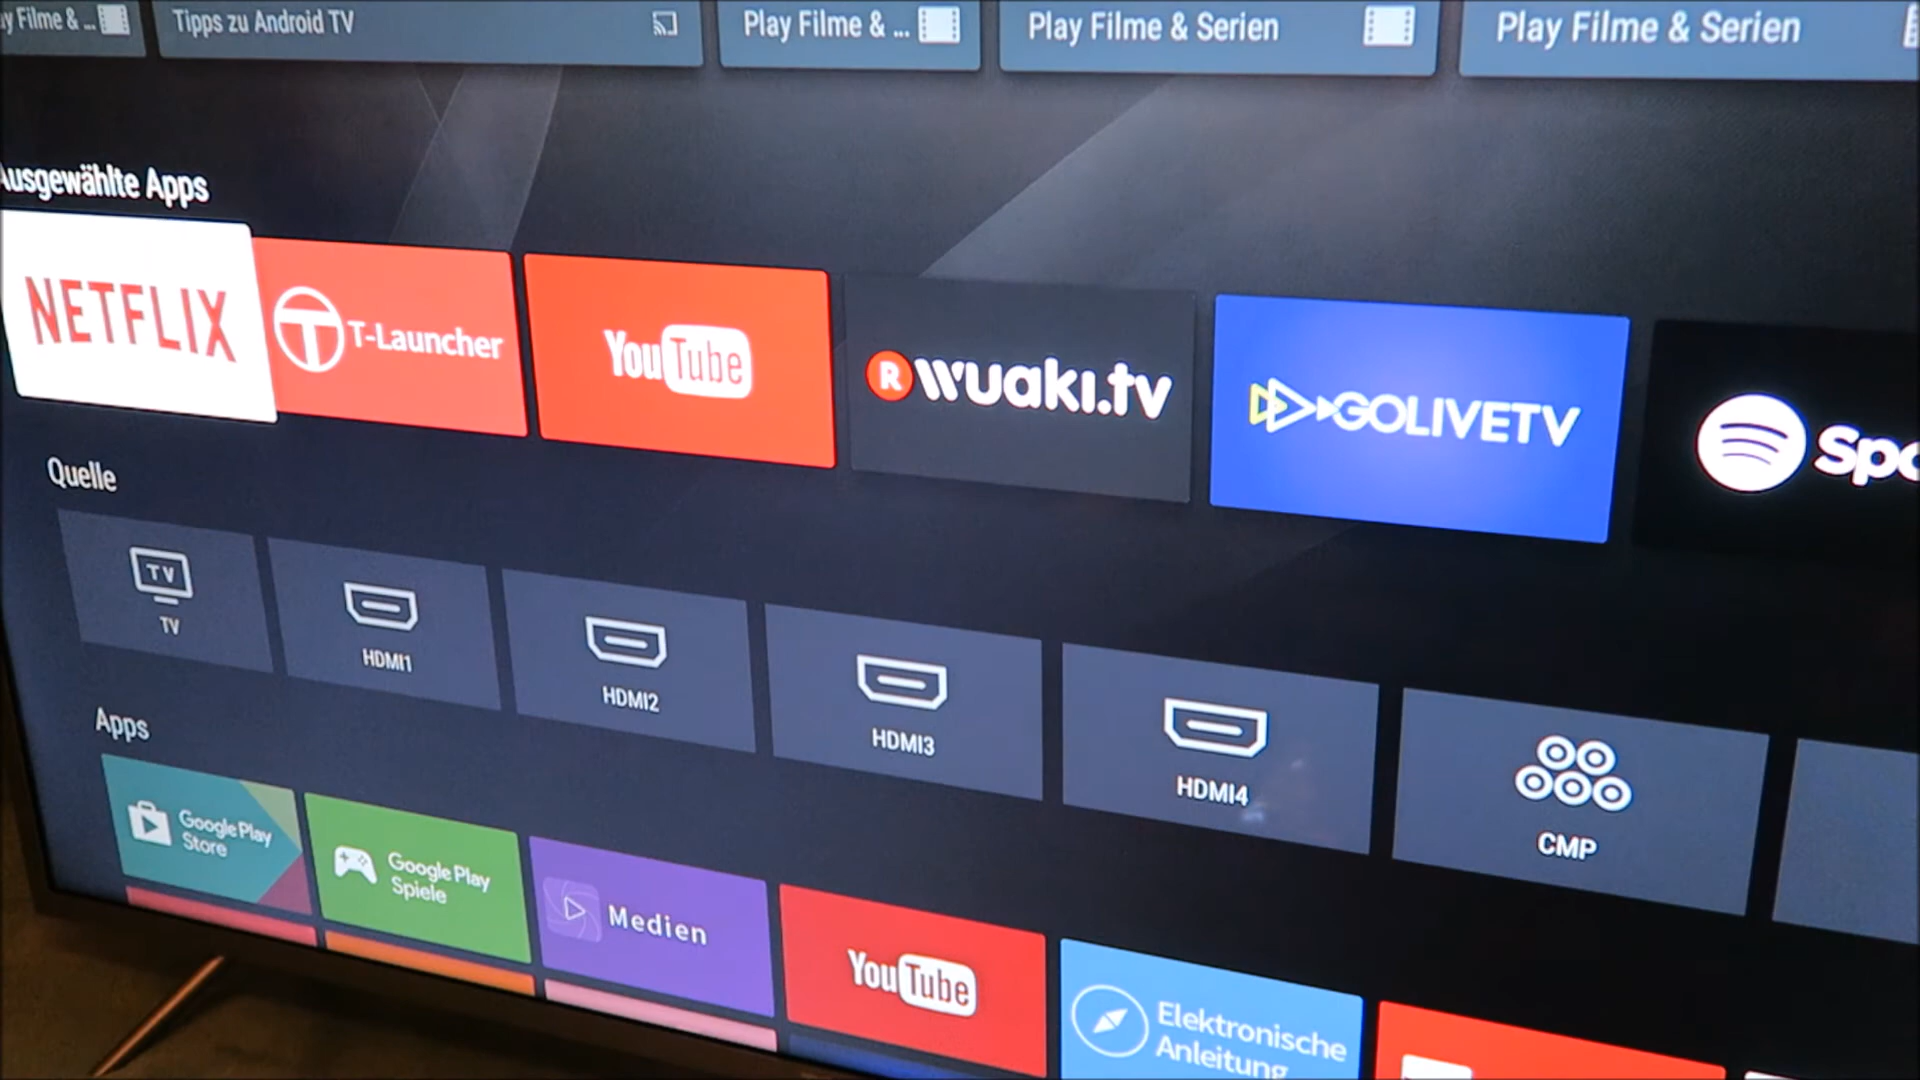 Filme & ...
Tipps zu Android TV
Play Filme & ...
Play Filme & Serien
Play Filme & Serien
Ausgewählte Apps
NETFLIX
T-Launcher
YouTube
R wuaki.tv
GOLIVETV
Quelle
TV
TV
HDMI1
HDMI2
HDMI3
HDMI4
CMP
Apps
Google Play
Store
Google Play
Spiele
Medien
YouTube
Elektronische
Anleitung